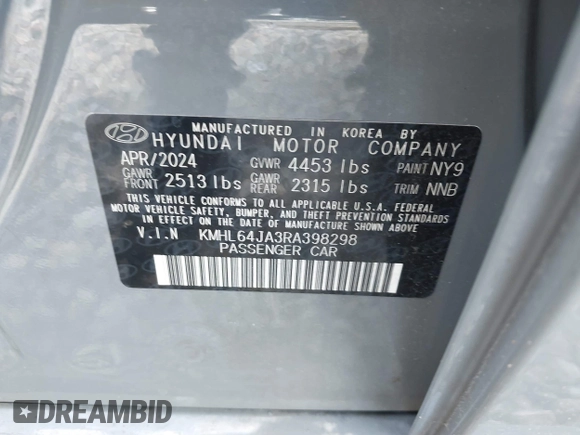 MANUFACTURED IN KOREA BY
HYUNDAI MOTOR COMPANY
APR/2024 GVWR 4453 lbs PAINT NY9
GAWR FRONT 2513 lbs GAWR REAR 2315 lbs TRIM NNB
THIS VEHICLE CONFORMS TO ALL APPLICABLE U.S.A. FEDERAL
MOTOR VEHICLE SAFETY, BUMPER, AND THEFT PREVENTION STANDARDS
IN EFFECT ON THE DATE OF MANUFACTURE SHOWN ABOVE.
V.I.N KMHL64JA3RA398298
PASSENGER CAR
DREAMBID